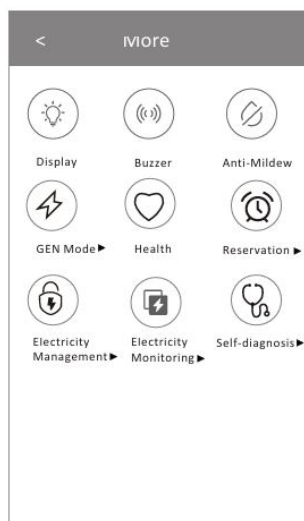 < More
Display Buzzer Anti-Mildew
GEN Mode► Health Reservation►
Electricity Electricity Self-diagnosis►
Management► Monitoring►